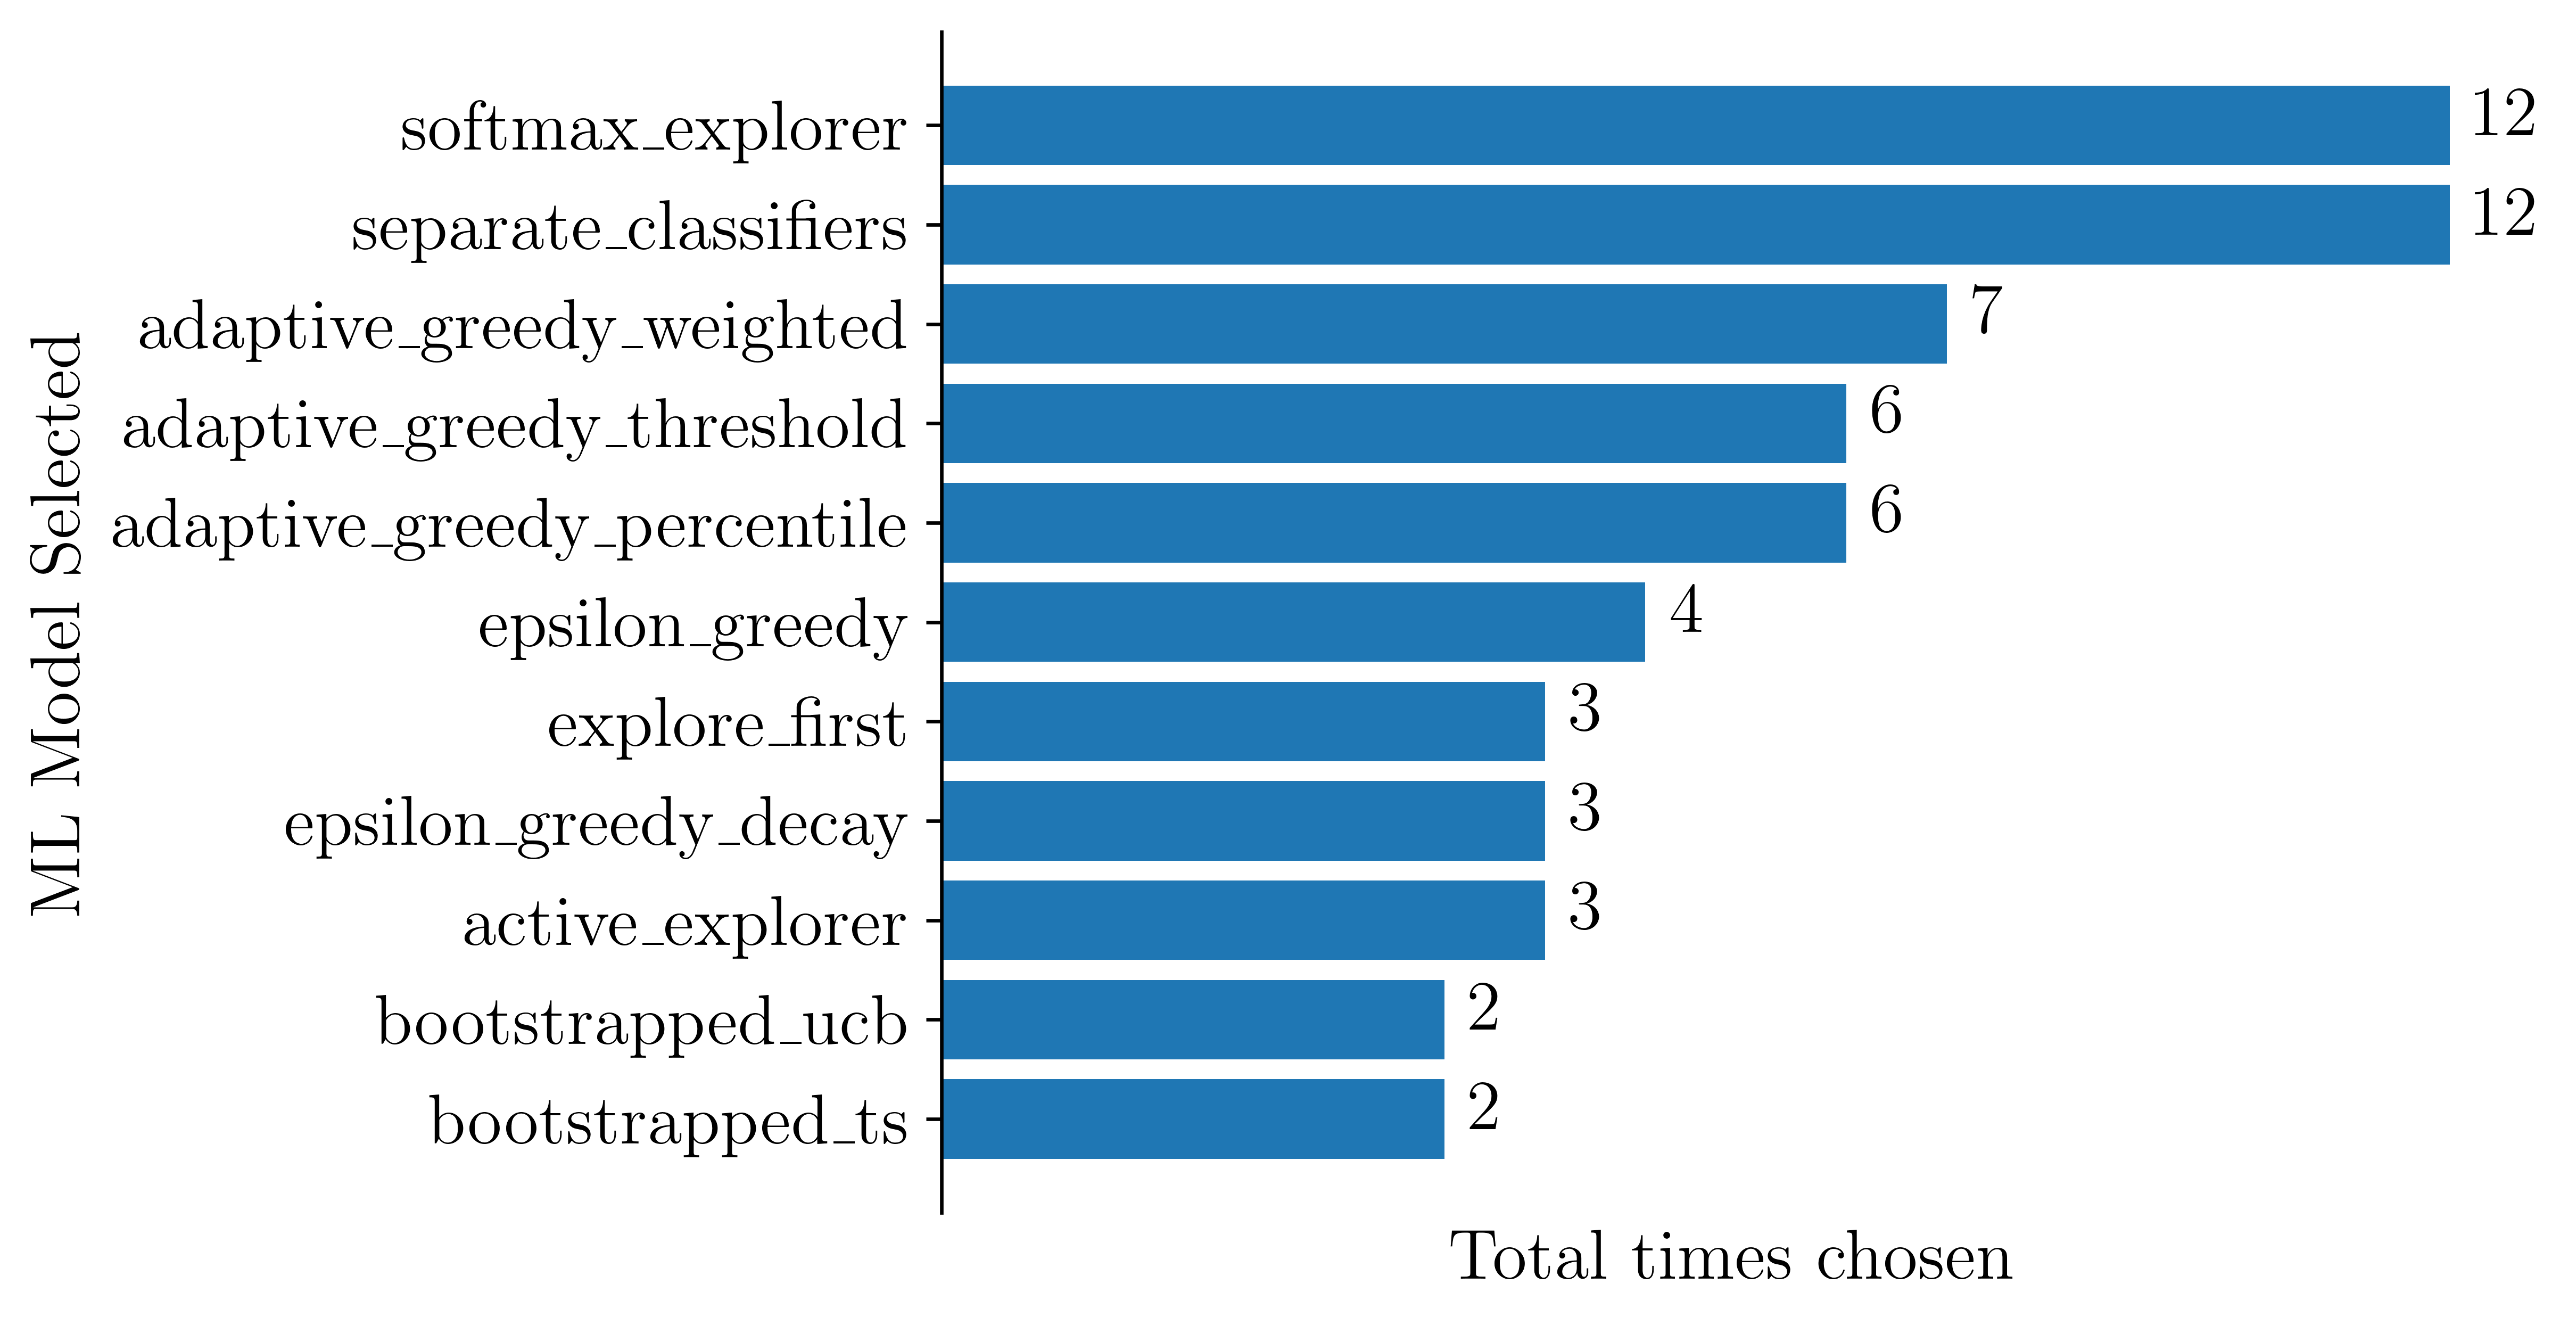 ML Model Selected
softmax_explorer 12
separate_classifiers 12
adaptive_greedy_weighted 7
adaptive_greedy_threshold 6
adaptive_greedy_percentile 6
epsilon_greedy 4
explore_first 3
epsilon_greedy_decay 3
active_explorer 3
bootstrapped_ucb 2
bootstrapped_ts 2
Total times chosen